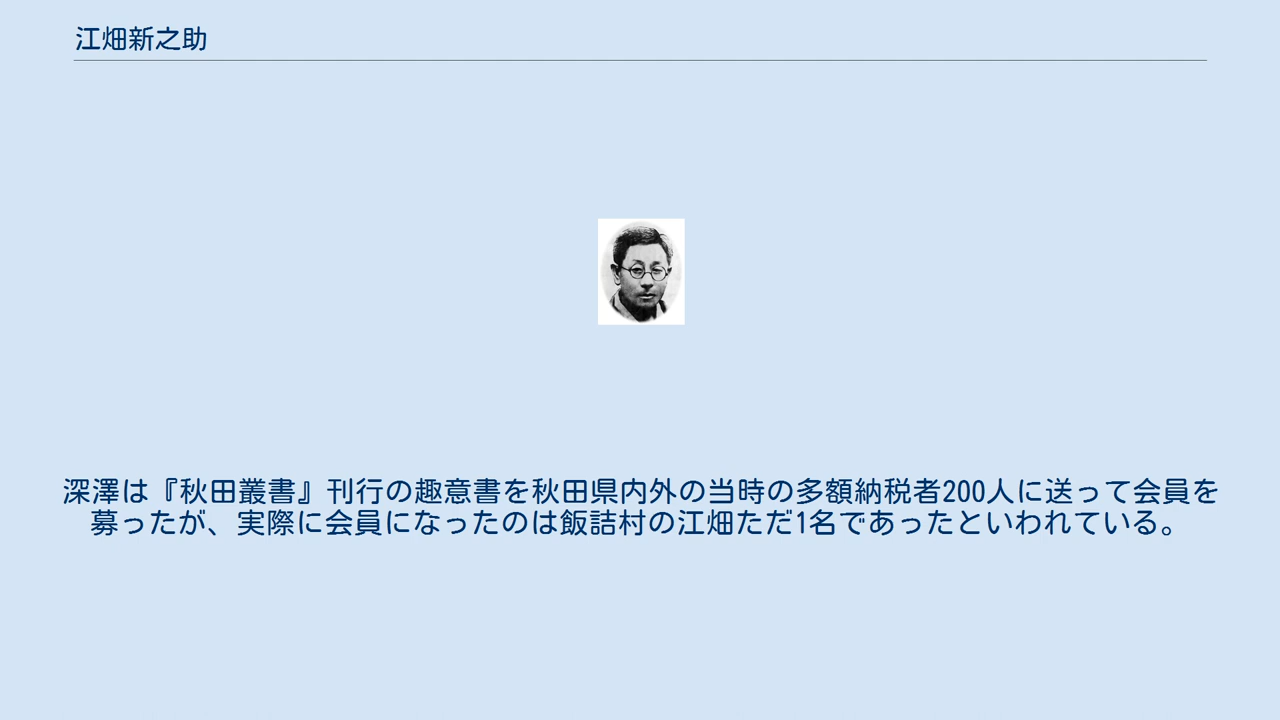 江畑新之助
深澤は『秋田叢書』刊行の趣意書を秋田県内外の当時の多額納税者200人に送って会員を
募ったが、実際に会員になったのは飯詰村の江畑ただ1名であったといわれている。